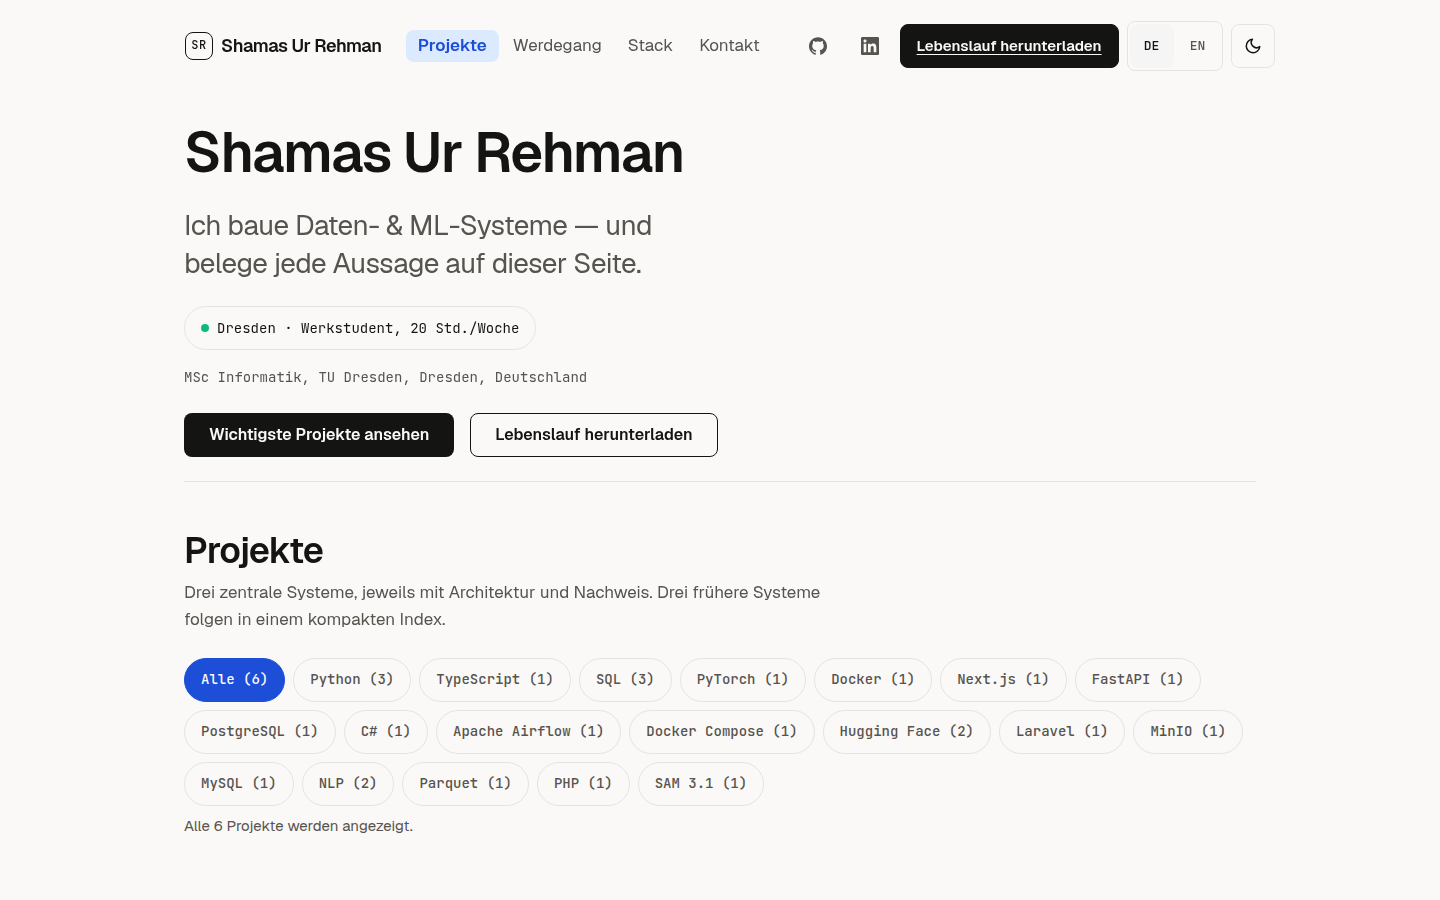 SR Shamas Ur Rehman Projekte Werdegang Stack Kontakt Lebenslauf herunterladen DE EN
Shamas Ur Rehman
Ich baue Daten- & ML-Systeme — und
belege jede Aussage auf dieser Seite.
Dresden · Werkstudent, 20 Std./Woche
MSc Informatik, TU Dresden, Dresden, Deutschland
Wichtigste Projekte ansehen Lebenslauf herunterladen
Projekte
Drei zentrale Systeme, jeweils mit Architektur und Nachweis. Drei frühere Systeme
folgen in einem kompakten Index.
Alle (6) Python (3) TypeScript (1) SQL (3) PyTorch (1) Docker (1) Next.js (1) FastAPI (1)
PostgreSQL (1) C# (1) Apache Airflow (1) Docker Compose (1) Hugging Face (2) Laravel (1) MinIO (1)
MySQL (1) NLP (2) Parquet (1) PHP (1) SAM 3.1 (1)
Alle 6 Projekte werden angezeigt.